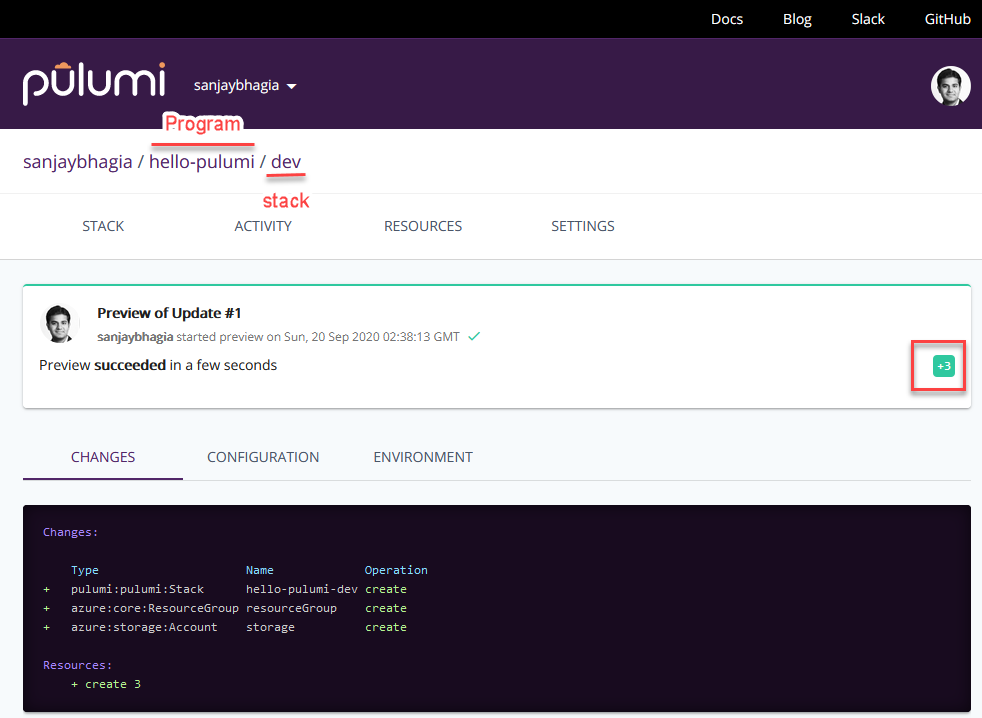 Docs Blog Slack GitHub
pulumi sanjaybhagia
Program
sanjaybhagia / hello-pulumi / dev
stack
STACK ACTIVITY RESOURCES SETTINGS
Preview of Update #1
sanjaybhagia started preview on Sun, 20 Sep 2020 02:38:13 GMT
Preview succeeded in a few seconds
+3
CHANGES CONFIGURATION ENVIRONMENT
Changes:
Type Name Operation
+ pulumi:pulumi:Stack hello-pulumi-dev create
+ azure:core:ResourceGroup resourceGroup create
+ azure:storage:Account storage create
Resources:
+ create 3